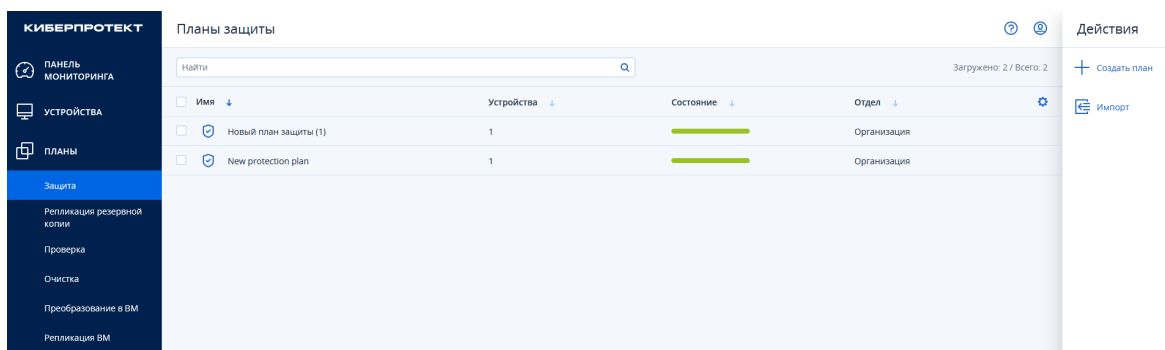 КИБЕРПРОТЕКТ
ПАНЕЛЬ
МОНИТОРИНГА
УСТРОЙСТВА
ПЛАНЫ
Защита
Репликация резервной
копии
Проверка
Очистка
Преобразование в ВМ
Репликация ВМ
Планы защиты
Найти
Загружено: 2 / Всего: 2
Имя Устройства Состояние Отдел
Новый план защиты (1) 1 Организация
New protection plan 1 Организация
Действия
Создать план
Импорт